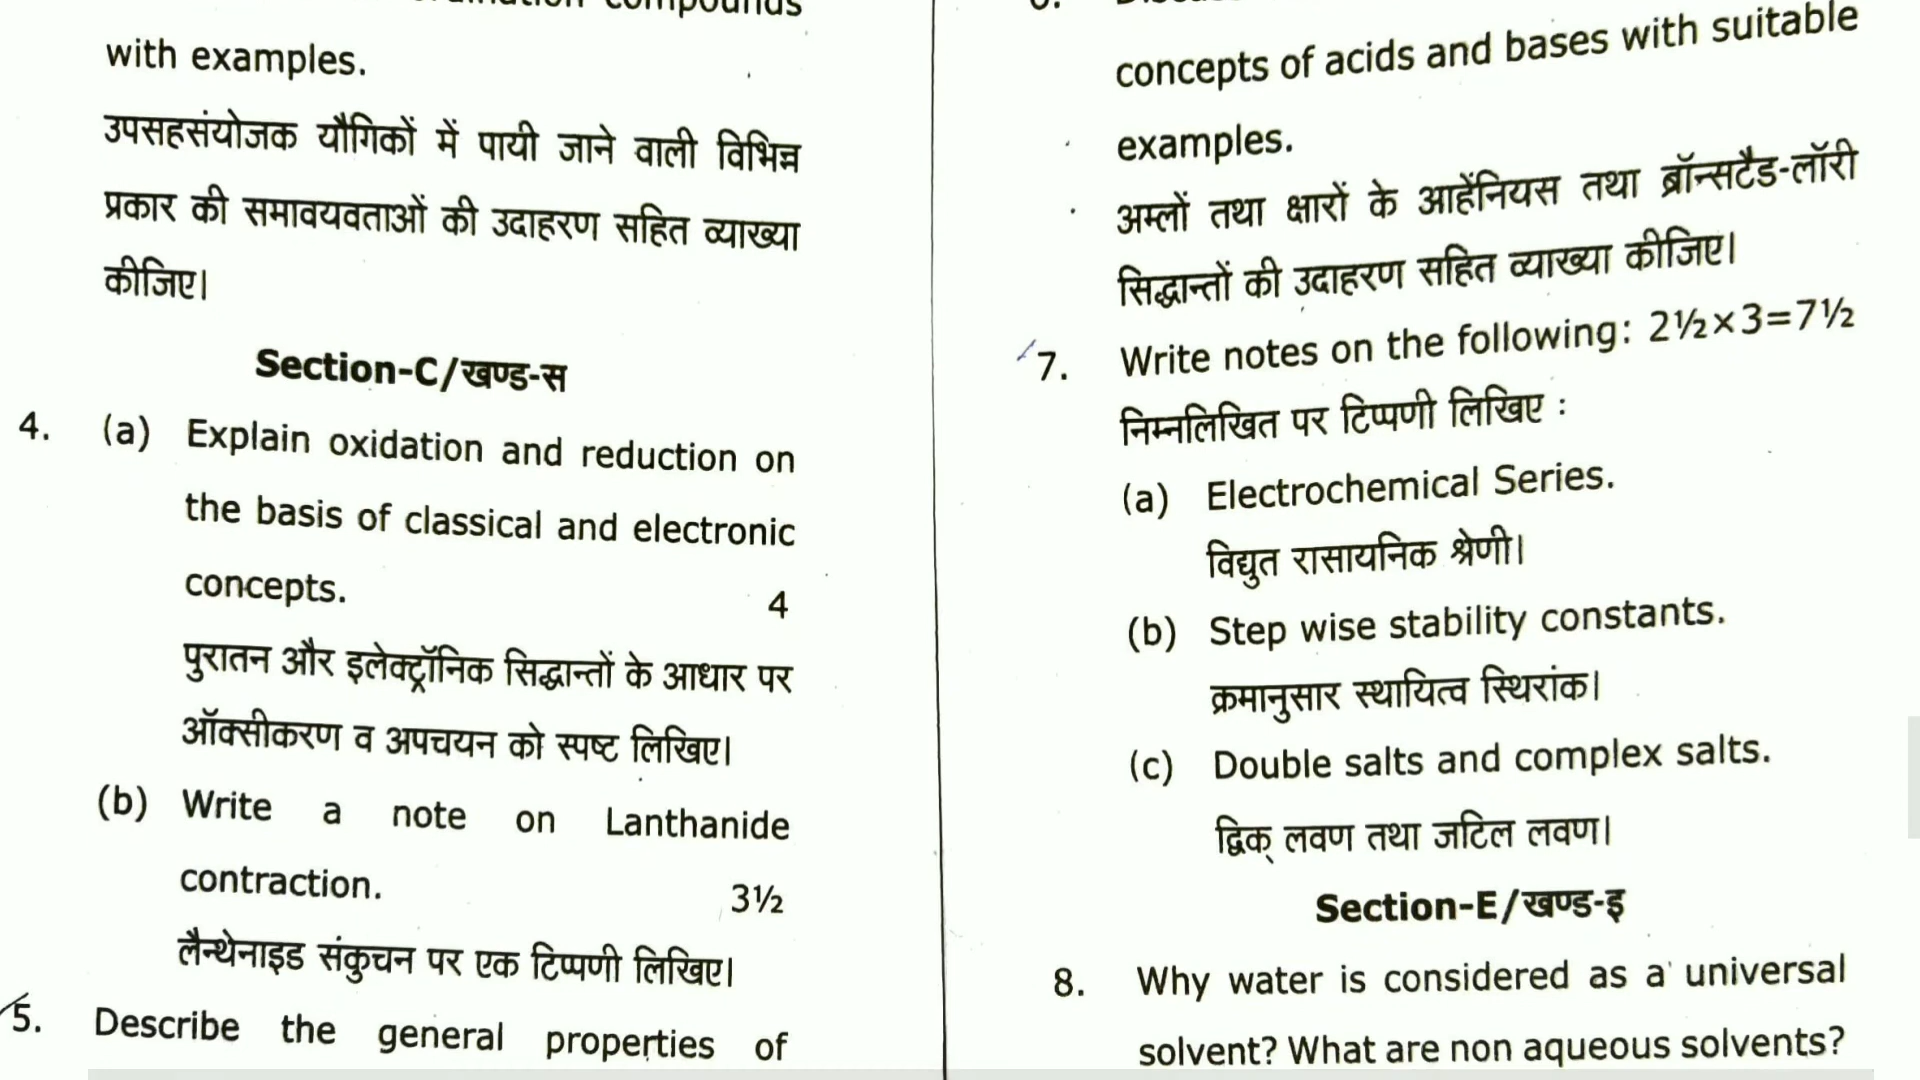 compounds
with examples.
उपसहसंयोजक यौगिकों में पायी जाने वाली विभिन्न
प्रकार की समावयवताओं की उदाहरण सहित व्याख्या
कीजिए।
Section-C/खण्ड-स
4. (a) Explain oxidation and reduction on
the basis of classical and electronic
concepts. 4
पुरातन और इलेक्ट्रॉनिक सिद्धान्तों के आधार पर
ऑक्सीकरण व अपचयन को स्पष्ट लिखिए।
(b) Write a note on Lanthanide
contraction. 3½
लैन्थेनाइड संकुचन पर एक टिप्पणी लिखिए।
5. Describe the general properties of
concepts of acids and bases with suitable
examples.
अम्लों तथा क्षारों के आर्हेनियस तथा ब्रॉन्सटैड-लॉरी
सिद्धान्तों की उदाहरण सहित व्याख्या कीजिए।
7. Write notes on the following: 2½×3=7½
निम्नलिखित पर टिप्पणी लिखिए :
(a) Electrochemical Series.
विद्युत रासायनिक श्रेणी।
(b) Step wise stability constants.
क्रमानुसार स्थायित्व स्थिरांक।
(c) Double salts and complex salts.
द्विक् लवण तथा जटिल लवण।
Section-E/खण्ड-इ
8. Why water is considered as a universal
solvent? What are non aqueous solvents?